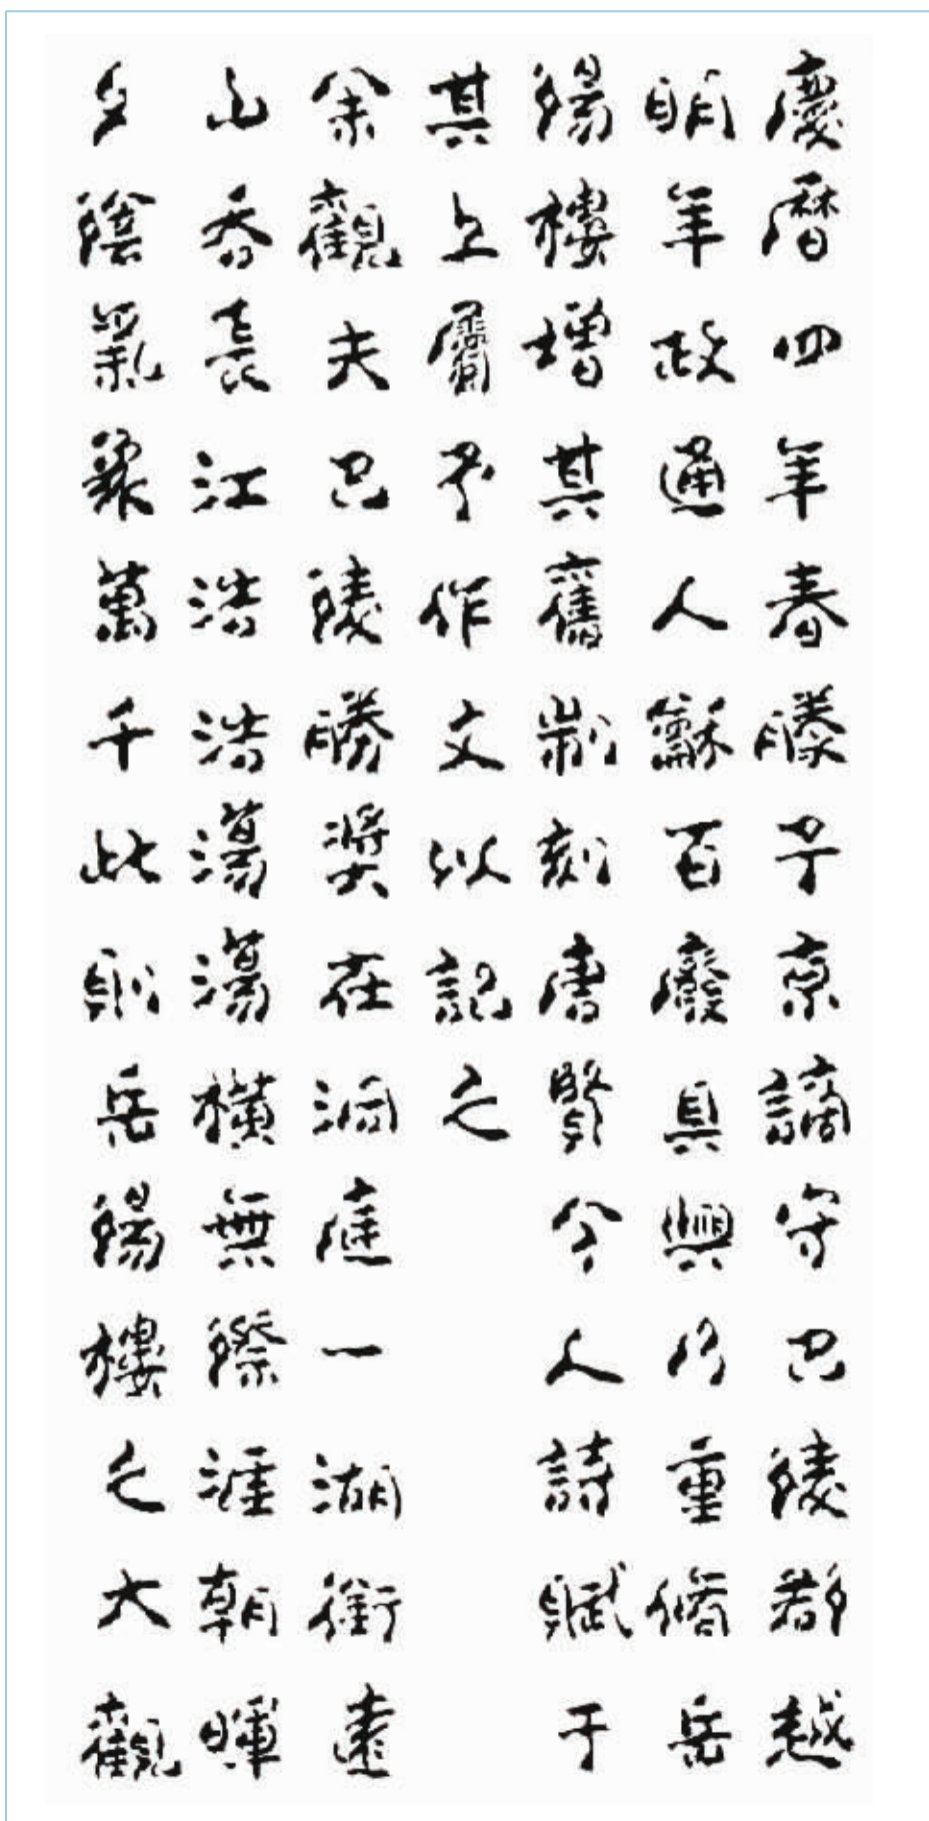 慶曆四年春滕子京謫守巴陵郡越
明年政通人龢百廢具興乃重脩岳
陽樓增其舊制刻唐賢今人詩賦于
其上屬予作文以記之
余觀夫巴陵勝奬在洞庭一湖銜遠
山吞長江浩浩蕩蕩橫無際涯朝暉
夕陰氣象萬千此則岳陽樓之大觀